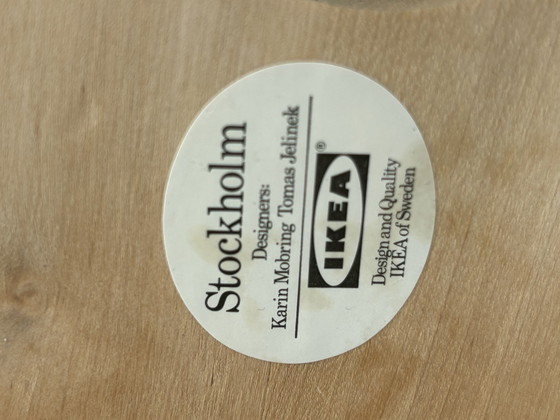 Stockholm
Designers:
Karin Mobring Tomas Jelinek
IKEA®
Design and Quality
IKEA of Sweden